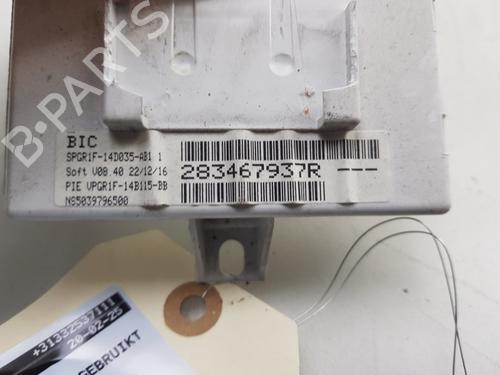 BIC
SPGR1F-14D035-AB1 1
Soft V08.40 22/12/16
PIE VPGR1F-14B115-BB
NS5039796500
283467937R ---
+31332537111
20-02-25
GEBRUIKT
B-PARTS